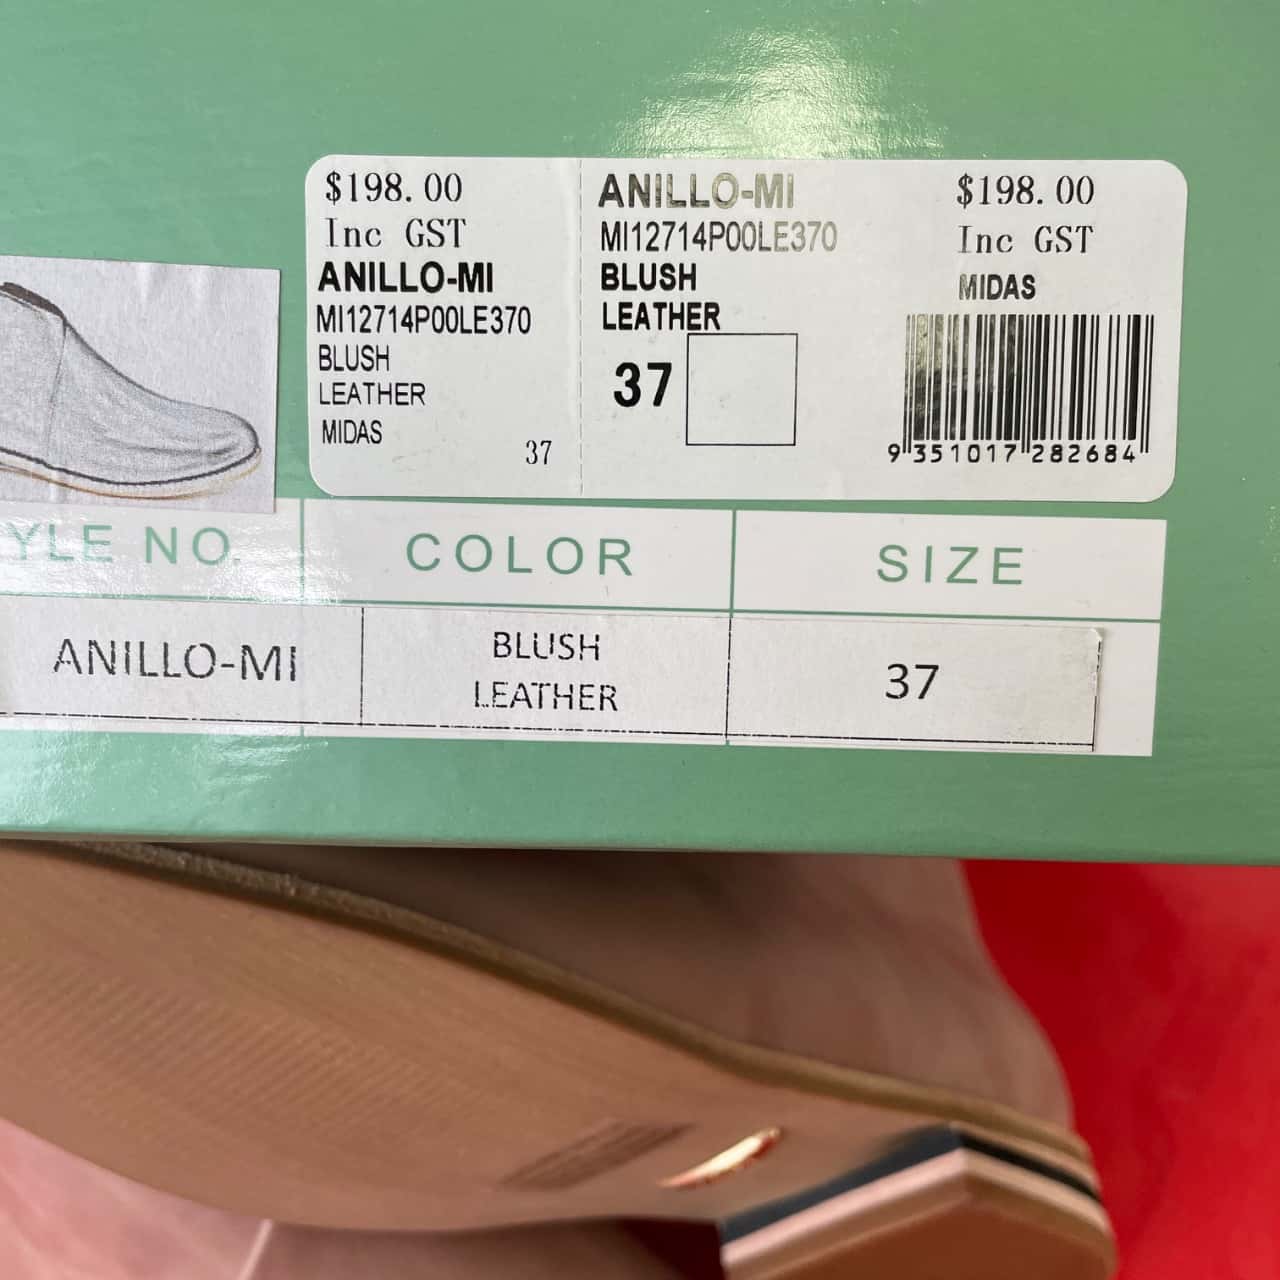 $198.00
Inc GST
ANILLO-MI
MI12714P00LE370
BLUSH
LEATHER
MIDAS
37
ANILLO-MI
MI12714P00LE370
BLUSH
LEATHER
37
$198.00
Inc GST
MIDAS
9 351017 282684
YLE NO. COLOR SIZE
ANILLO-MI BLUSH LEATHER 37